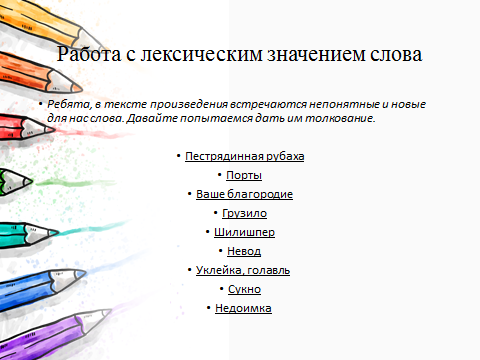 Работа с лексическим значением слова
• Ребята, в тексте произведения встречаются непонятные и новые
для нас слова. Давайте попытаемся дать им толкование.
• Пестрядинная рубаха
• Порты
• Ваше благородие
• Грузило
• Шилишпер
• Невод
• Уклейка, голавль
• Сукно
• Недоимка